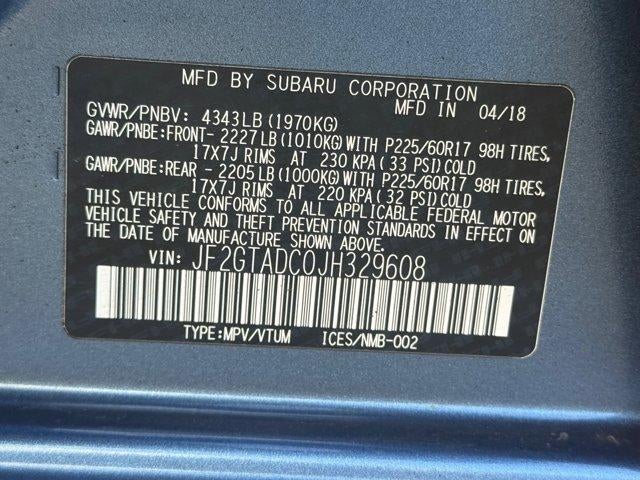 MFD BY SUBARU CORPORATION
MFD IN 04/18
GVWR/PNBV: 4343LB(1970KG)
GAWR/PNBE:FRONT- 2227LB(1010KG)WITH P225/60R17 98H TIRES,
17X7J RIMS AT 230 KPA(33 PSI)COLD
GAWR/PNBE:REAR - 2205LB(1000KG)WITH P225/60R17 98H TIRES,
17X7J RIMS AT 220 KPA(32 PSI)COLD
THIS VEHICLE CONFORMS TO ALL APPLICABLE FEDERAL MOTOR
VEHICLE SAFETY AND THEFT PREVENTION STANDARDS IN EFFECT ON
THE DATE OF MANUFACTURE SHOWN ABOVE.
VIN: JF2GTADC0JH329608
TYPE:MPV/VTUM ICES/NMB-002